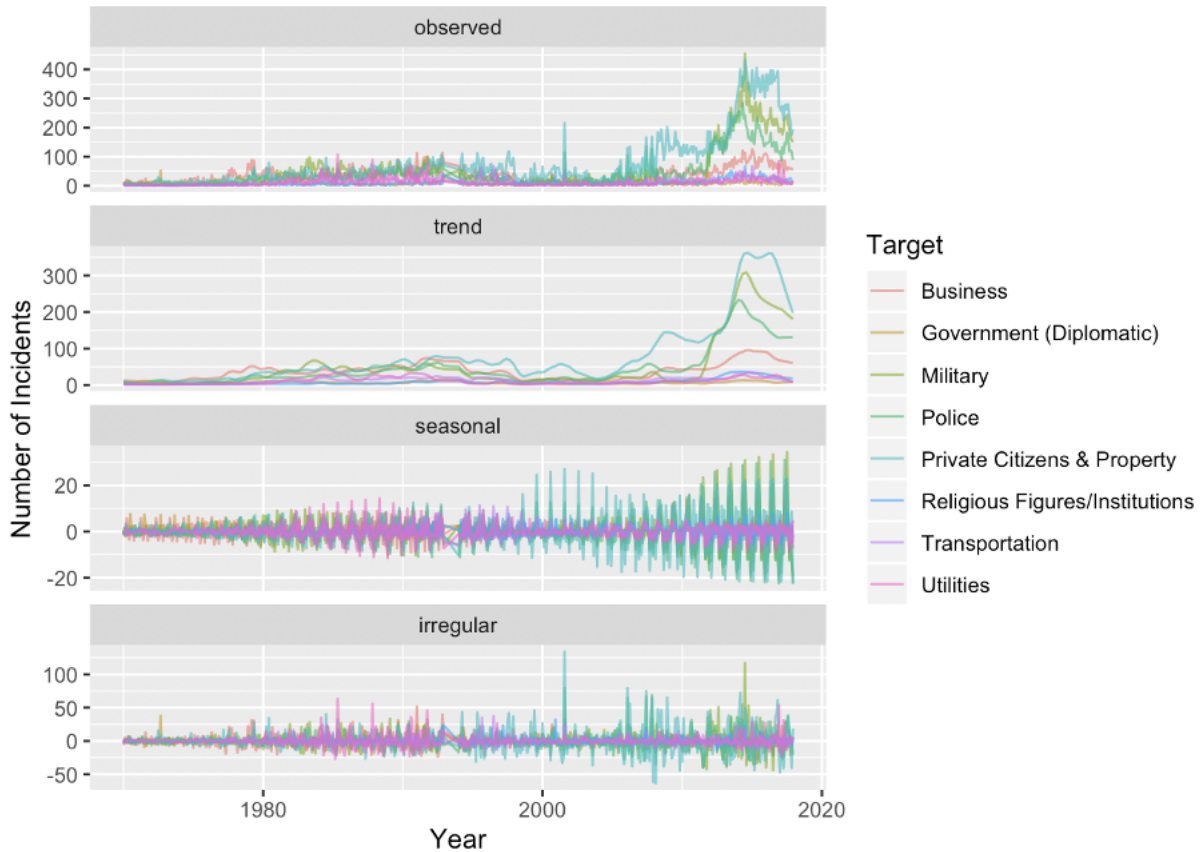 observed
400
300
200
100
0
trend
300
200
100
0
seasonal
20
0
-20
irregular
100
50
0
-50
1980 2000 2020
Year
Number of Incidents
Target
Business
Government (Diplomatic)
Military
Police
Private Citizens & Property
Religious Figures/Institutions
Transportation
Utilities